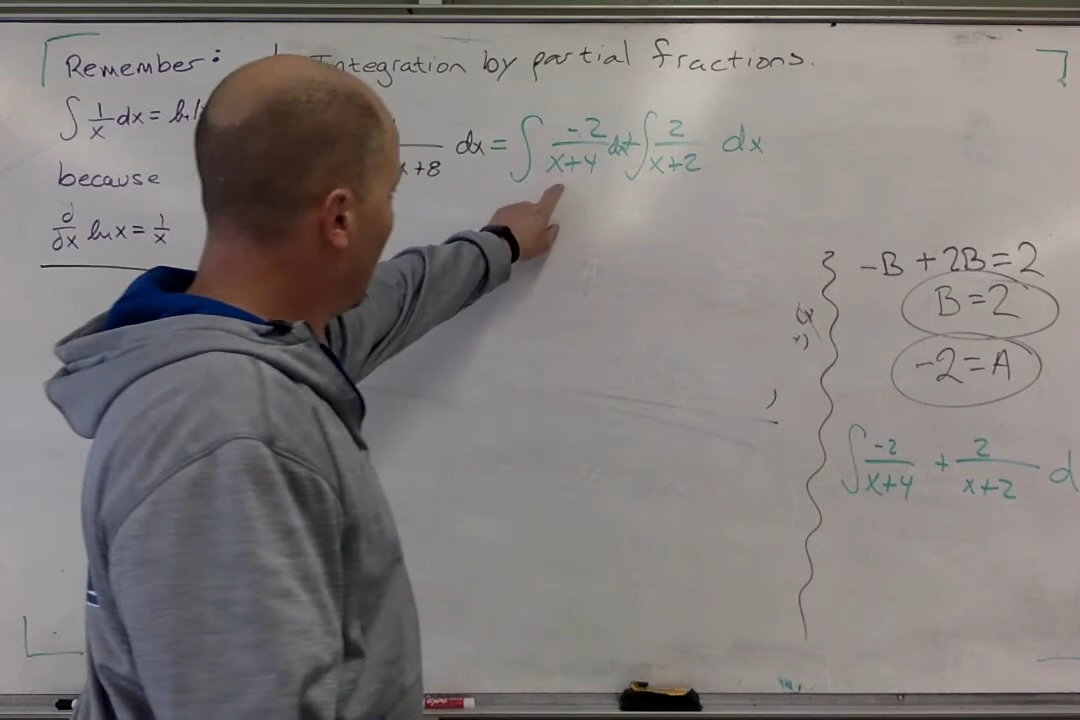 Remember: Integration by partial fractions.
∫ 1/x dx = ln
x+8 dx = ∫ -2/x+4 dx + ∫ 2/x+2 dx
because
d/dx ln x = 1/x
-B + 2B = 2
B = 2
-2 = A
∫ -2/x+4 + 2/x+2 d